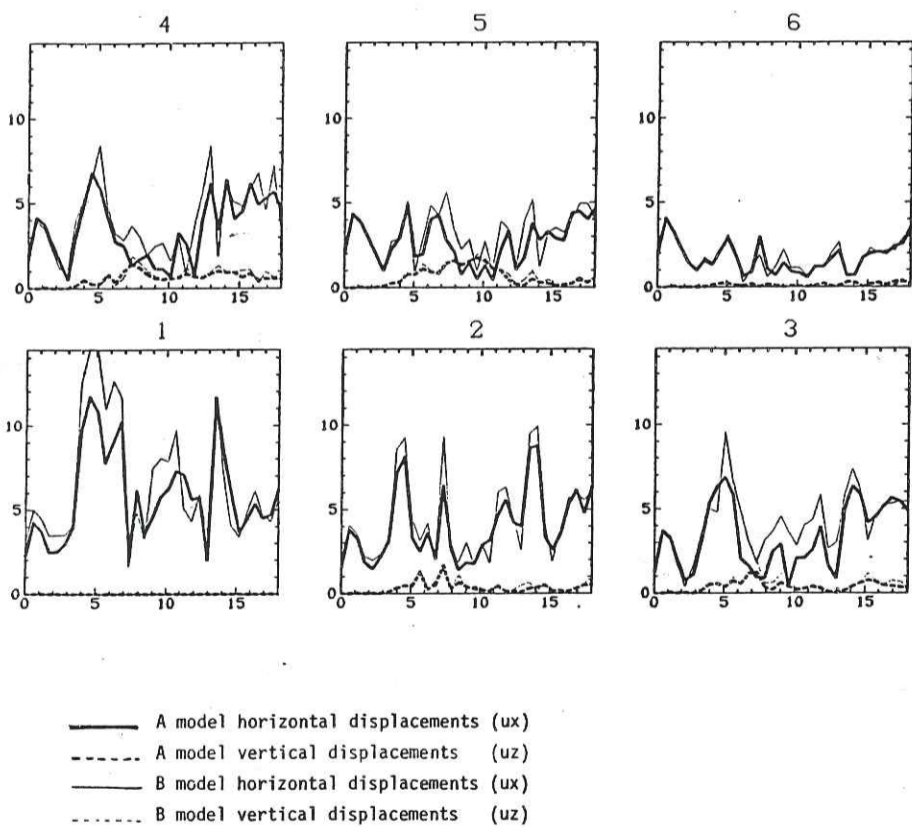 4 5 6
10 10 10
5 5 5
0 0 0
0 5 10 15 0 5 10 15 0 5 10 15
1 2 3
10 10 10
5 5 5
0 0 0
0 5 10 15 0 5 10 15 0 5 10 15
A model horizontal displacements (ux)
A model vertical displacements (uz)
B model horizontal displacements (ux)
B model vertical displacements (uz)